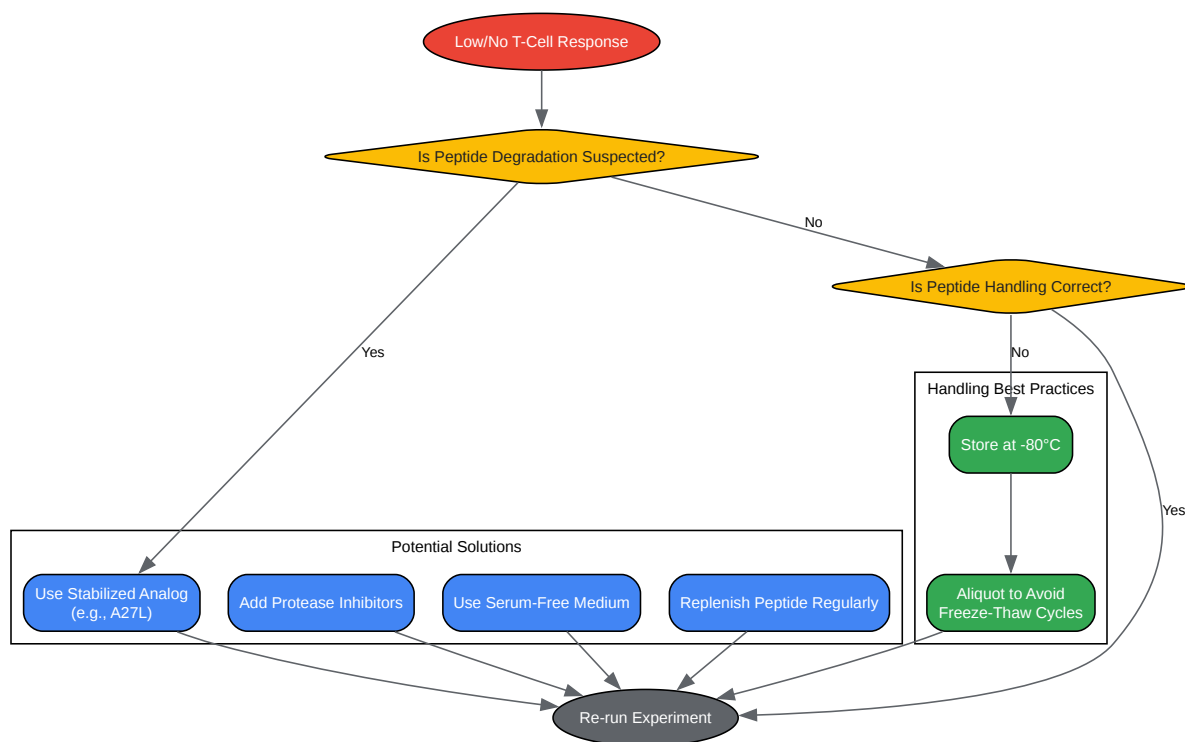 Low/No T-Cell Response
Is Peptide Degradation Suspected?
No
Is Peptide Handling Correct?
Yes
No
Handling Best Practices
Store at -80°C
Yes
Potential Solutions
Use Stabilized Analog
(e.g., A27L)
Add Protease Inhibitors
Use Serum-Free Medium
Replenish Peptide Regularly
Aliquot to Avoid
Freeze-Thaw Cycles
Re-run Experiment